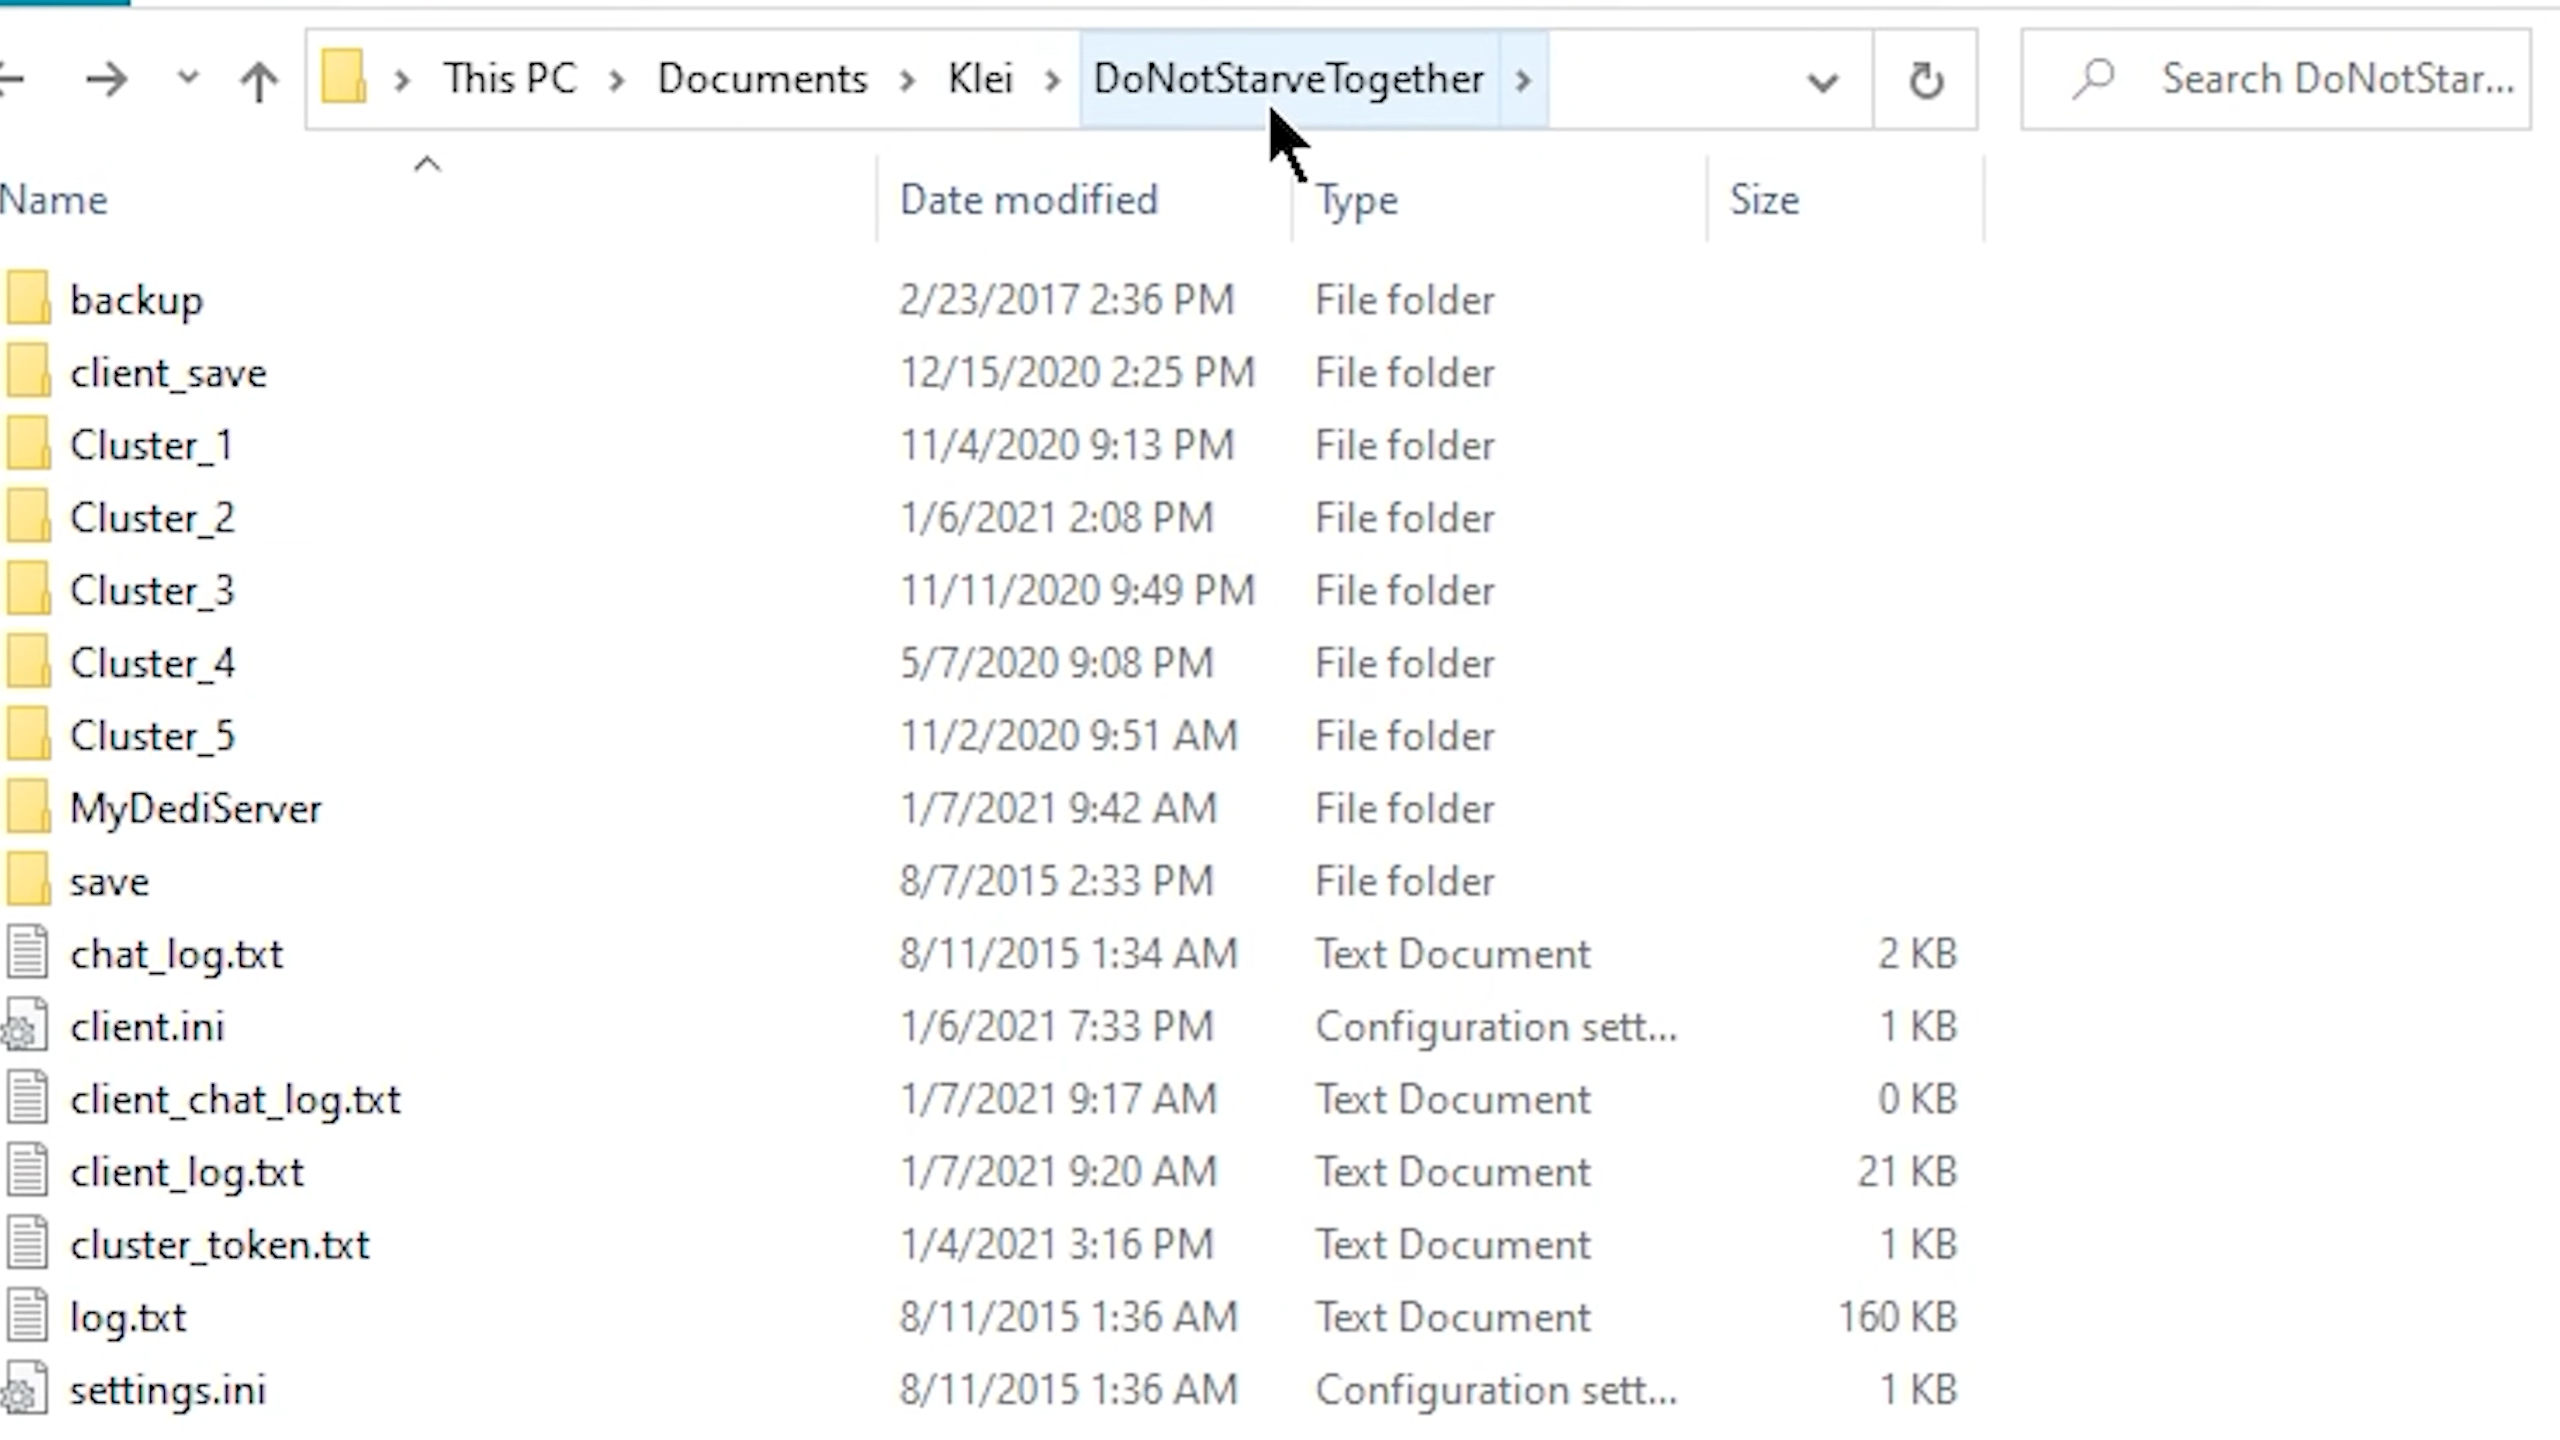 This PC > Documents > Klei > DoNotStarveTogether > Search DoNotStar...
Name Date modified Type Size
backup 2/23/2017 2:36 PM File folder
client_save 12/15/2020 2:25 PM File folder
Cluster_1 11/4/2020 9:13 PM File folder
Cluster_2 1/6/2021 2:08 PM File folder
Cluster_3 11/11/2020 9:49 PM File folder
Cluster_4 5/7/2020 9:08 PM File folder
Cluster_5 11/2/2020 9:51 AM File folder
MyDediServer 1/7/2021 9:42 AM File folder
save 8/7/2015 2:33 PM File folder
chat_log.txt 8/11/2015 1:34 AM Text Document 2 KB
client.ini 1/6/2021 7:33 PM Configuration sett... 1 KB
client_chat_log.txt 1/7/2021 9:17 AM Text Document 0 KB
client_log.txt 1/7/2021 9:20 AM Text Document 21 KB
cluster_token.txt 1/4/2021 3:16 PM Text Document 1 KB
log.txt 8/11/2015 1:36 AM Text Document 160 KB
settings.ini 8/11/2015 1:36 AM Configuration sett... 1 KB